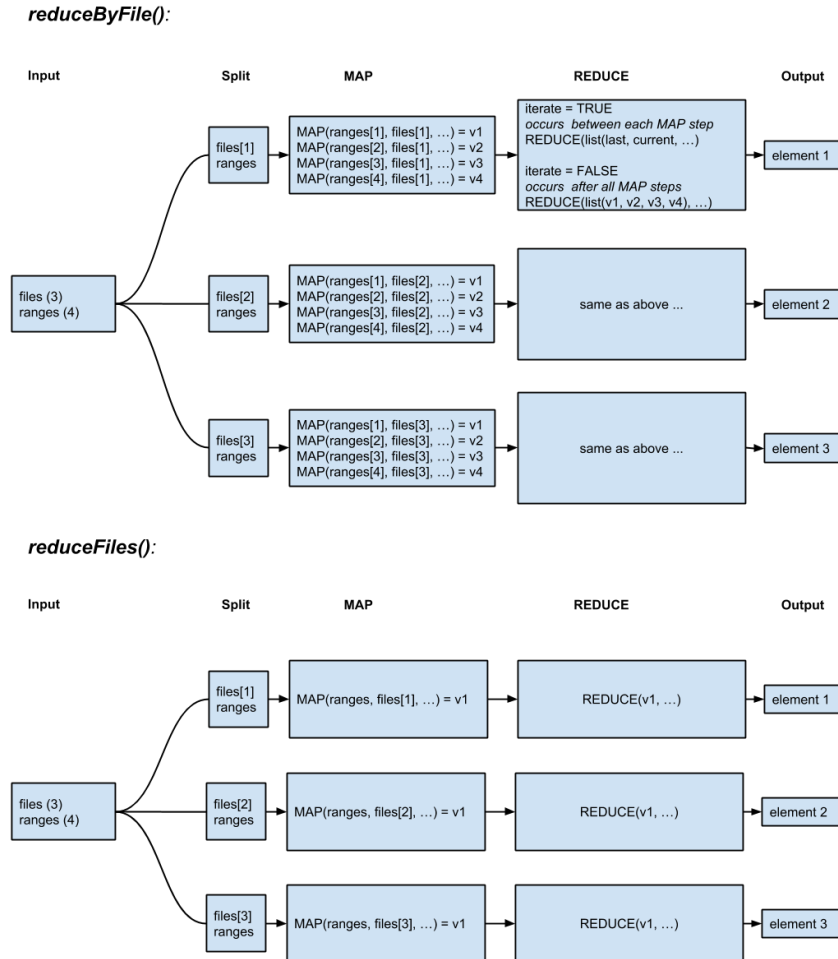 reduceByFile():
Input Split MAP REDUCE Output
files[1]
ranges
MAP(ranges[1], files[1], …) = v1
MAP(ranges[2], files[1], …) = v2
MAP(ranges[3], files[1], …) = v3
MAP(ranges[4], files[1], …) = v4
iterate = TRUE
occurs between each MAP step
REDUCE(list(last, current, …)
iterate = FALSE
occurs after all MAP steps
REDUCE(list(v1, v2, v3, v4), …)
element 1
files (3)
ranges (4)
files[2]
ranges
MAP(ranges[1], files[2], …) = v1
MAP(ranges[2], files[2], …) = v2
MAP(ranges[3], files[2], …) = v3
MAP(ranges[4], files[2], …) = v4
same as above ...
element 2
files[3]
ranges
MAP(ranges[1], files[3], …) = v1
MAP(ranges[2], files[3], …) = v2
MAP(ranges[3], files[3], …) = v3
MAP(ranges[4], files[3], …) = v4
same as above ...
element 3
reduceFiles():
Input Split MAP REDUCE Output
files[1]
ranges
MAP(ranges, files[1], …) = v1
REDUCE(v1, …)
element 1
files (3)
ranges (4)
files[2]
ranges
MAP(ranges, files[2], …) = v1
REDUCE(v1, …)
element 2
files[3]
ranges
MAP(ranges, files[3], …) = v1
REDUCE(v1, …)
element 3